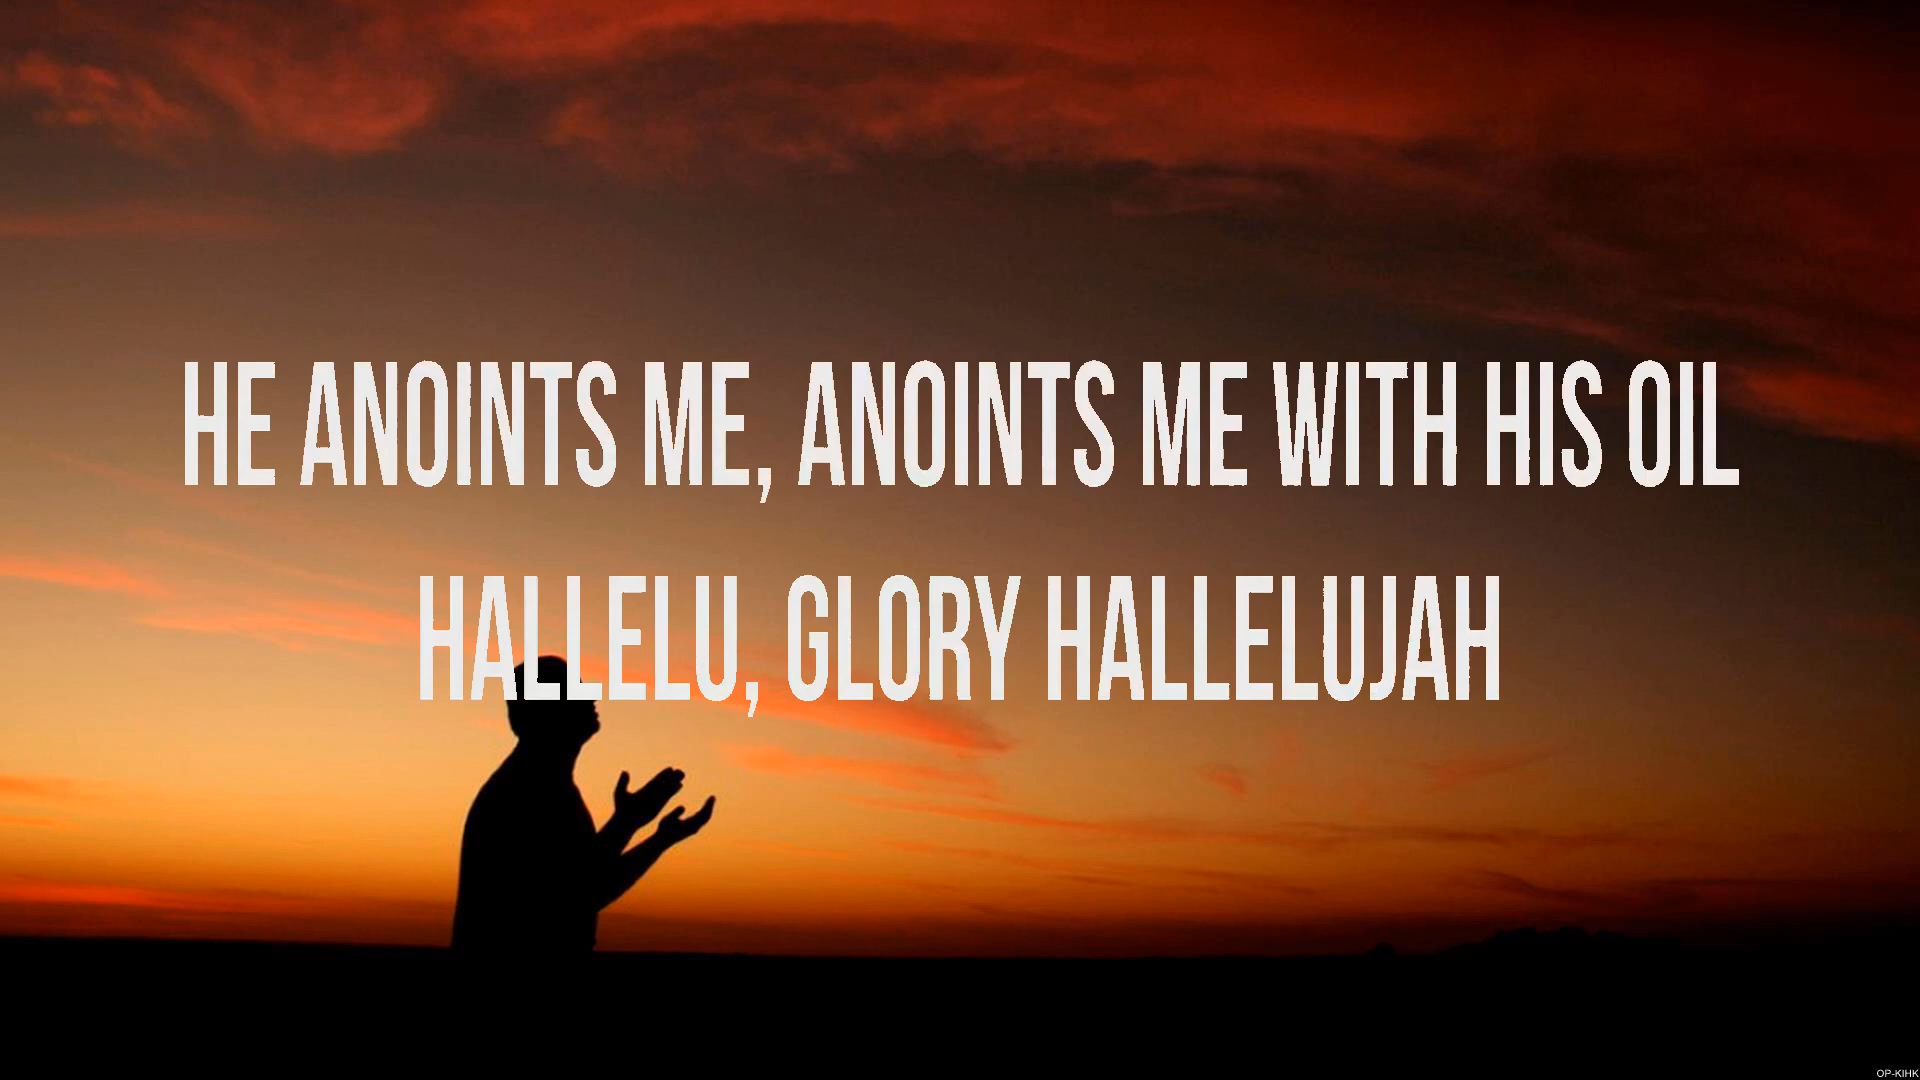 HE ANOINTS ME, ANOINTS ME WITH HIS OIL
HALLELU, GLORY HALLELUJAH
OP-KIHK